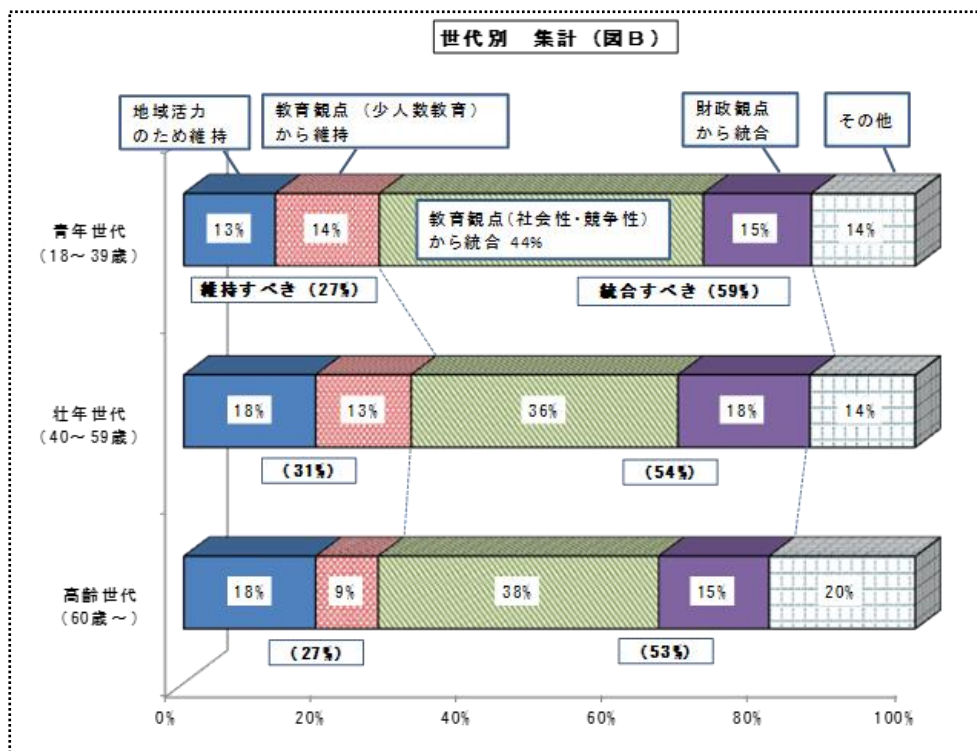 世代別 集計（図B）
地域活力
のため維持
教育観点（少人数教育）
から維持
財政観点
から統合
その他
青年世代
（18～39歳）
13%
14%
教育観点（社会性・競争性）
から統合 44%
15%
14%
維持すべき（27%）
統合すべき（59%）
壮年世代
（40～59歳）
18%
13%
36%
18%
14%
（31%）
（54%）
高齢世代
（60歳～）
18%
9%
38%
15%
20%
（27%）
（53%）
0%
20%
40%
60%
80%
100%